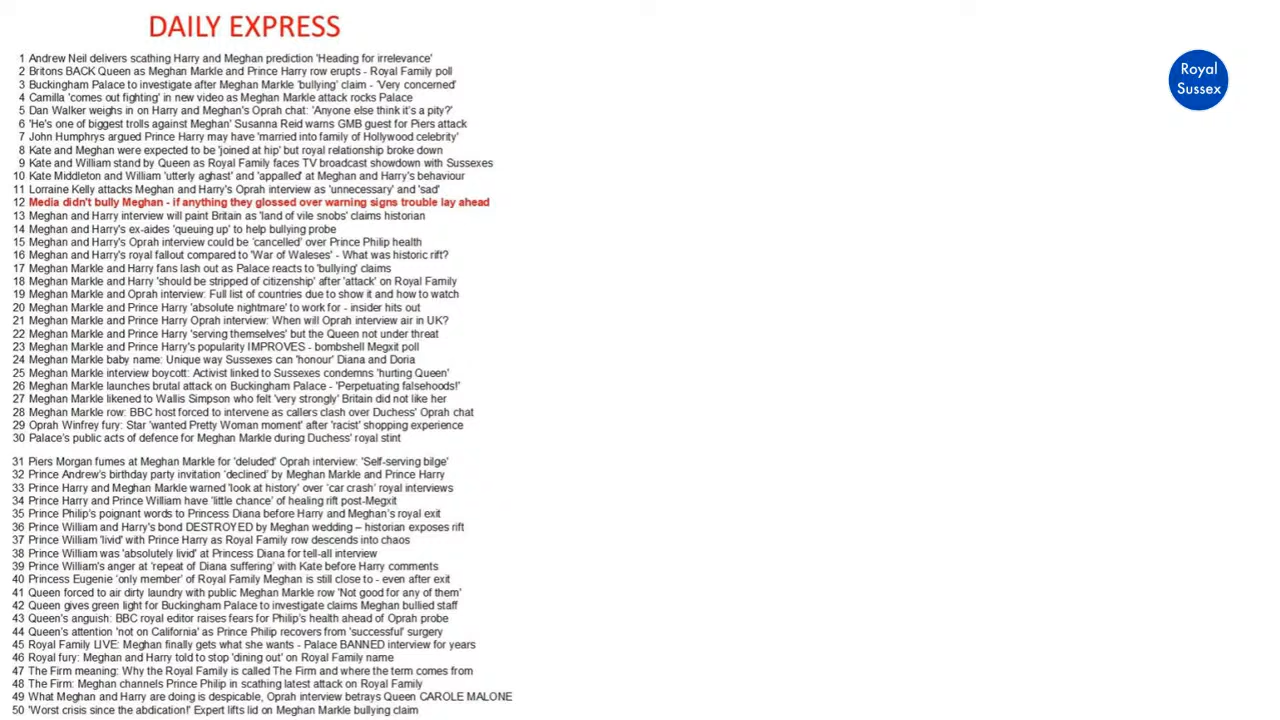 DAILY EXPRESS
1 Andrew Neil delivers scathing Harry and Meghan prediction 'Heading for irrelevance'
2 Britons BACK Queen as Meghan Markle and Prince Harry row erupts - Royal Family poll
3 Buckingham Palace to investigate after Meghan Markle 'bullying' claim - 'Very concerned'
4 Camilla 'comes out fighting' in new video as Meghan Markle attack rocks Palace
5 Dan Walker weighs in on Harry and Meghan's Oprah chat: 'Anyone else think it's a pity?'
6 'He's one of biggest trolls against Meghan' Susanna Reid warns GMB guest for Piers attack
7 John Humphrys argued Prince Harry may have 'married into family of Hollywood celebrity'
8 Kate and Meghan were expected to be 'joined at hip' but royal relationship broke down
9 Kate and William stand by Queen as Royal Family faces TV broadcast showdown with Sussexes
10 Kate Middleton and William 'utterly aghast' and 'appalled' at Meghan and Harry's behaviour
11 Lorraine Kelly attacks Meghan and Harry's Oprah interview as 'unnecessary' and 'sad'
12 Media didn't bully Meghan - if anything they glossed over warning signs trouble lay ahead
13 Meghan and Harry interview will paint Britain as 'land of vile snobs' claims historian
14 Meghan and Harry's ex-aides 'queuing up' to help bullying probe
15 Meghan and Harry's Oprah interview could be 'cancelled' over Prince Philip health
16 Meghan and Harry's royal fallout compared to 'War of Waleses' - What was historic rift?
17 Meghan Markle and Harry fans lash out as Palace reacts to 'bullying' claims
18 Meghan Markle and Harry 'should be stripped of citizenship' after 'attack' on Royal Family
19 Meghan Markle and Oprah interview: Full list of countries due to show it and how to watch
20 Meghan Markle and Prince Harry 'absolute nightmare' to work for - insider hits out
21 Meghan Markle and Prince Harry Oprah interview: When will Oprah interview air in UK?
22 Meghan Markle and Prince Harry 'serving themselves' but the Queen not under threat
23 Meghan Markle and Prince Harry's popularity IMPROVES - bombshell Megxit poll
24 Meghan Markle baby name: Unique way Sussexes can 'honour' Diana and Doria
25 Meghan Markle interview boycott: Activist linked to Sussexes condemns 'hurting Queen'
26 Meghan Markle launches brutal attack on Buckingham Palace - 'Perpetuating falsehoods!'
27 Meghan Markle likened to Wallis Simpson who felt 'very strongly' Britain did not like her
28 Meghan Markle row: BBC host forced to intervene as callers clash over Duchess' Oprah chat
29 Oprah Winfrey fury: Star 'wanted Pretty Woman moment' after 'racist' shopping experience
30 Palace's public acts of defence for Meghan Markle during Duchess' royal stint
31 Piers Morgan fumes at Meghan Markle for 'deluded' Oprah interview: 'Self-serving bilge'
32 Prince Andrew's birthday party invitation 'declined' by Meghan Markle and Prince Harry
33 Prince Harry and Meghan Markle warned 'look at history' over 'car crash' royal interviews
34 Prince Harry and Prince William have 'little chance' of healing rift post-Megxit
35 Prince Philip's poignant words to Princess Diana before Harry and Meghan's royal exit
36 Prince William and Harry's bond DESTROYED by Meghan wedding – historian exposes rift
37 Prince William 'livid' with Prince Harry as Royal Family row descends into chaos
38 Prince William was 'absolutely livid' at Princess Diana for tell-all interview
39 Prince William's anger at 'repeat of Diana suffering' with Kate before Harry comments
40 Princess Eugenie 'only member' of Royal Family Meghan is still close to - even after exit
41 Queen forced to air dirty laundry with public Meghan Markle row 'Not good for any of them'
42 Queen gives green light for Buckingham Palace to investigate claims Meghan bullied staff
43 Queen's anguish: BBC royal editor raises fears for Philip's health ahead of Oprah probe
44 Queen's attention 'not on California' as Prince Philip recovers from 'successful' surgery
45 Royal Family LIVE: Meghan finally gets what she wants - Palace BANNED interview for years
46 Royal fury: Meghan and Harry told to stop 'dining out' on Royal Family name
47 The Firm meaning: Why the Royal Family is called The Firm and where the term comes from
48 The Firm: Meghan channels Prince Philip in scathing latest attack on Royal Family
49 What Meghan and Harry are doing is despicable, Oprah interview betrays Queen CAROLE MALONE
50 'Worst crisis since the abdication!' Expert lifts lid on Meghan Markle bullying claim
Royal
Sussex